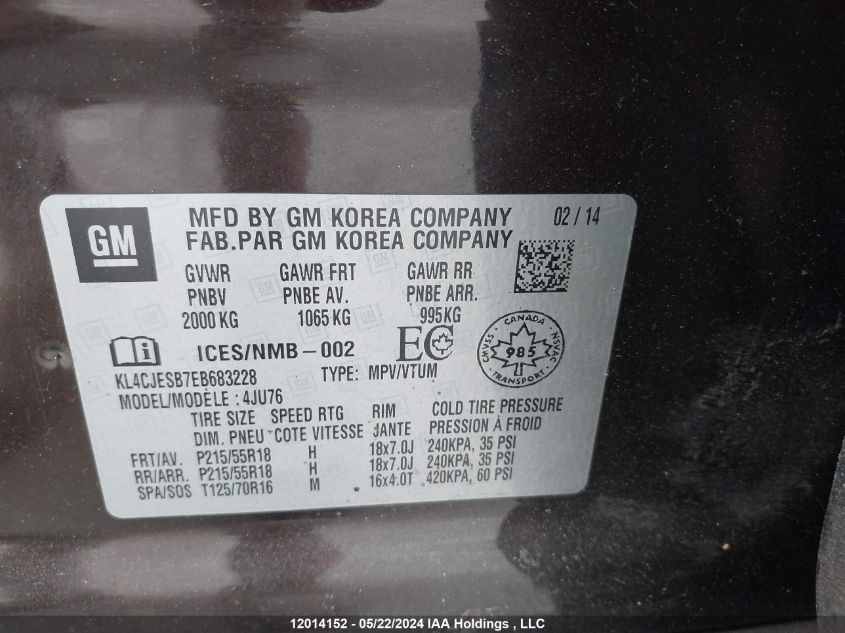 GM
MFD BY GM KOREA COMPANY 02 / 14
FAB.PAR GM KOREA COMPANY
GVWR GAWR FRT GAWR RR
PNBV PNBE AV. PNBE ARR.
2000 KG 1065 KG 995KG
ICES/NMB-002 EC
CANADA
CMVSS 985 NSVAC
TRANSPORT
KL4CJESB7EB683228 TYPE: MPV/VTUM
MODEL/MODÈLE : 4JU76
TIRE SIZE SPEED RTG RIM COLD TIRE PRESSURE
DIM. PNEU COTE VITESSE JANTE PRESSION À FROID
FRT/AV. P215/55R18 H 18x7.0J 240KPA, 35 PSI
RR/ARR. P215/55R18 H 18x7.0J 240KPA, 35 PSI
SPA/SOS T125/70R16 M 16x4.0T 420KPA, 60 PSI
12014152 - 05/22/2024 IAA Holdings , LLC